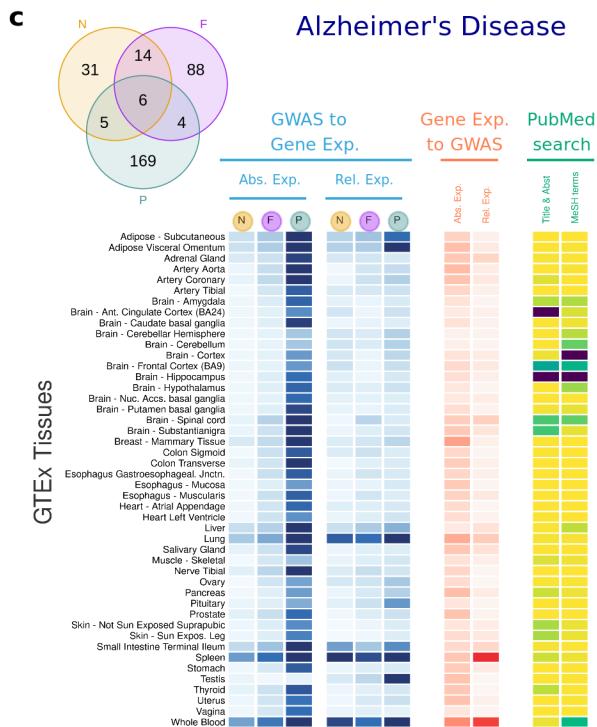 c
Alzheimer's Disease
N
F
31
14
88
6
5
4
169
P
GWAS to
Gene Exp.
Gene Exp.
to GWAS
PubMed
search
Abs. Exp.
Rel. Exp.
Abs. Exp.
Rel. Exp.
Title & Abst
MeSH terms
N
F
P
N
F
P
GTEx Tissues
Adipose - Subcutaneous
Adipose Visceral Omentum
Adrenal Gland
Artery Aorta
Artery Coronary
Artery Tibial
Brain - Amygdala
Brain - Ant. Cingulate Cortex (BA24)
Brain - Caudate basal ganglia
Brain - Cerebellar Hemisphere
Brain - Cerebellum
Brain - Cortex
Brain - Frontal Cortex (BA9)
Brain - Hippocampus
Brain - Hypothalamus
Brain - Nuc. Accs. basal ganglia
Brain - Putamen basal ganglia
Brain - Spinal cord
Brain - Substantianigra
Breast - Mammary Tissue
Colon Sigmoid
Colon Transverse
Esophagus Gastroesophageal. Jnctn.
Esophagus - Mucosa
Esophagus - Muscularis
Heart - Atrial Appendage
Heart Left Ventricle
Liver
Lung
Salivary Gland
Muscle - Skeletal
Nerve Tibial
Ovary
Pancreas
Pituitary
Prostate
Skin - Not Sun Exposed Suprapubic
Skin - Sun Expos. Leg
Small Intestine Terminal Ileum
Spleen
Stomach
Testis
Thyroid
Uterus
Vagina
Whole Blood